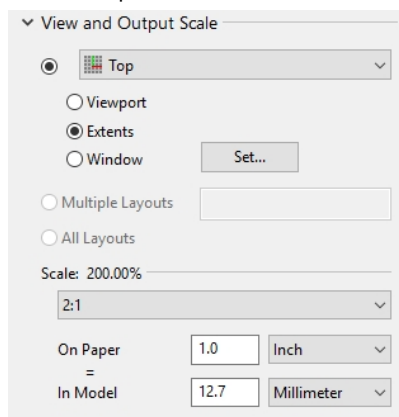 View and Output Scale
Top
Viewport
Extents
Window Set...
Multiple Layouts
All Layouts
Scale: 200.00%
2:1
On Paper 1.0 Inch
=
In Model 12.7 Millimeter